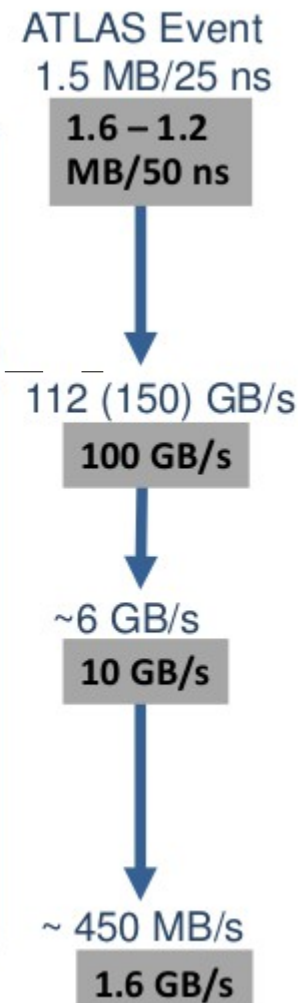 ATLAS Event
1.5 MB/25 ns
1.6 – 1.2
MB/50 ns
112 (150) GB/s
100 GB/s
~6 GB/s
10 GB/s
~ 450 MB/s
1.6 GB/s